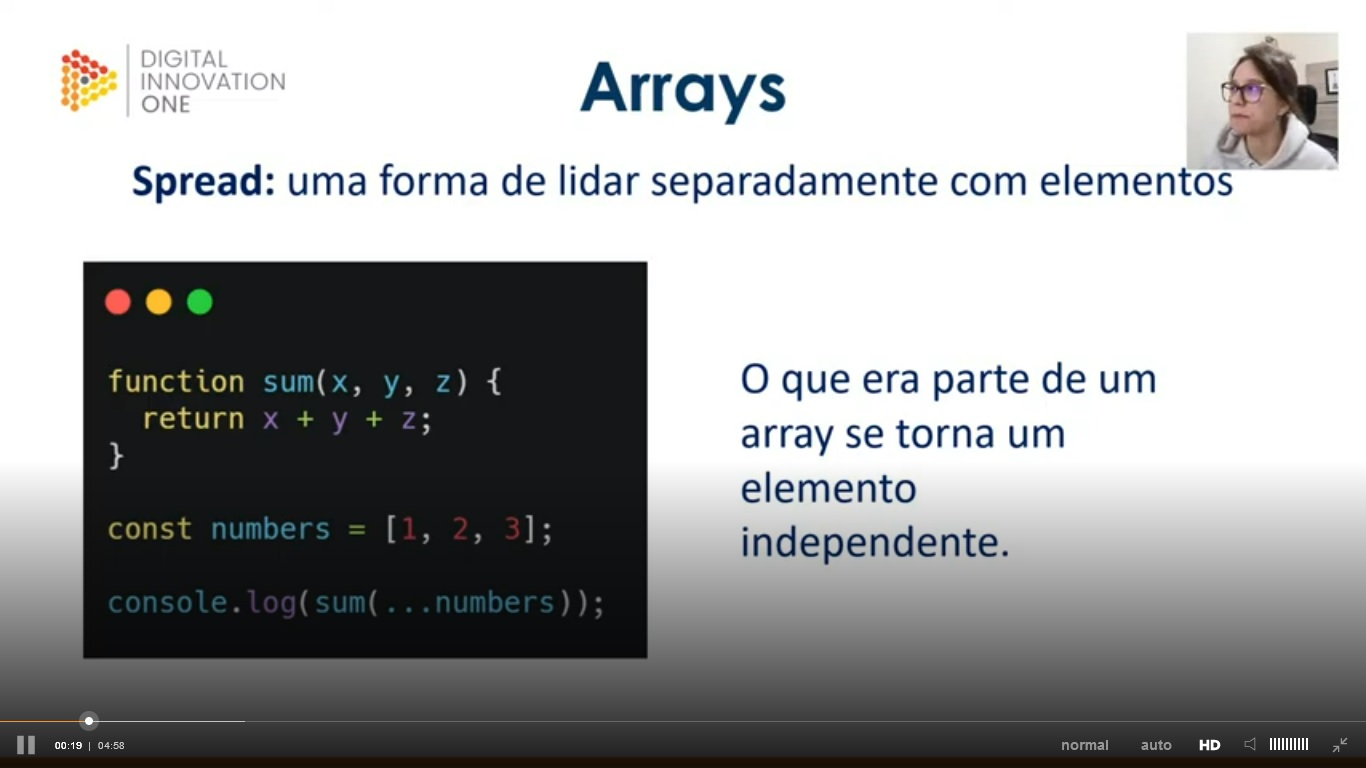 DIGITAL
INNOVATION
ONE
Arrays
Spread: uma forma de lidar separadamente com elementos
function sum(x, y, z) {
  return x + y + z;
}
const numbers = [1, 2, 3];
console.log(sum(...numbers));
O que era parte de um
array se torna um
elemento
independente.
00:19 | 04:58
normal auto HD